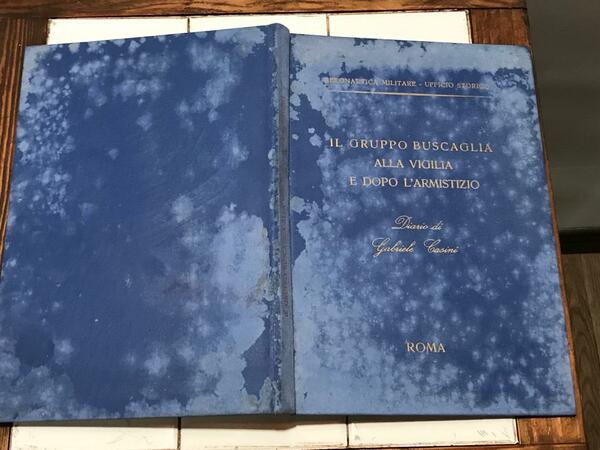 AERONAUTICA MILITARE - UFFICIO STORICO
IL GRUPPO BUSCAGLIA
ALLA VIGILIA
E DOPO L'ARMISTIZIO
Diario di
Gabriele Casini
ROMA